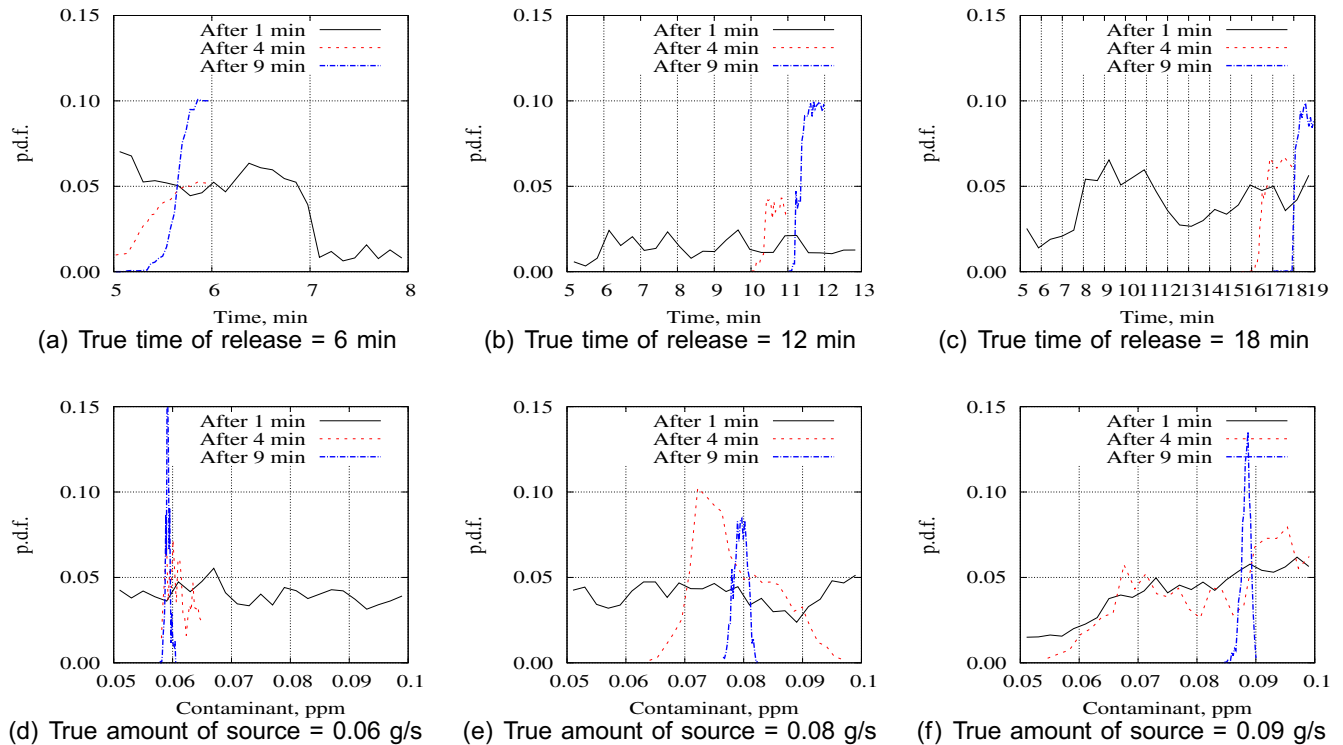 0.15
0.10
0.05
0.00
p.d.f.
After 1 min
After 4 min
After 9 min
5 6 7 8
Time, min
(a) True time of release = 6 min
0.15
0.10
0.05
0.00
p.d.f.
After 1 min
After 4 min
After 9 min
5 6 7 8 9 10 11 12 13
Time, min
(b) True time of release = 12 min
0.15
0.10
0.05
0.00
p.d.f.
After 1 min
After 4 min
After 9 min
5 6 7 8 9 10 11 12 13 14 15 16 17 18 19
Time, min
(c) True time of release = 18 min
0.15
0.10
0.05
0.00
p.d.f.
After 1 min
After 4 min
After 9 min
0.05 0.06 0.07 0.08 0.09 0.1
Contaminant, ppm
(d) True amount of source = 0.06 g/s
0.15
0.10
0.05
0.00
p.d.f.
After 1 min
After 4 min
After 9 min
0.05 0.06 0.07 0.08 0.09 0.1
Contaminant, ppm
(e) True amount of source = 0.08 g/s
0.15
0.10
0.05
0.00
p.d.f.
After 1 min
After 4 min
After 9 min
0.05 0.06 0.07 0.08 0.09 0.1
Contaminant, ppm
(f) True amount of source = 0.09 g/s